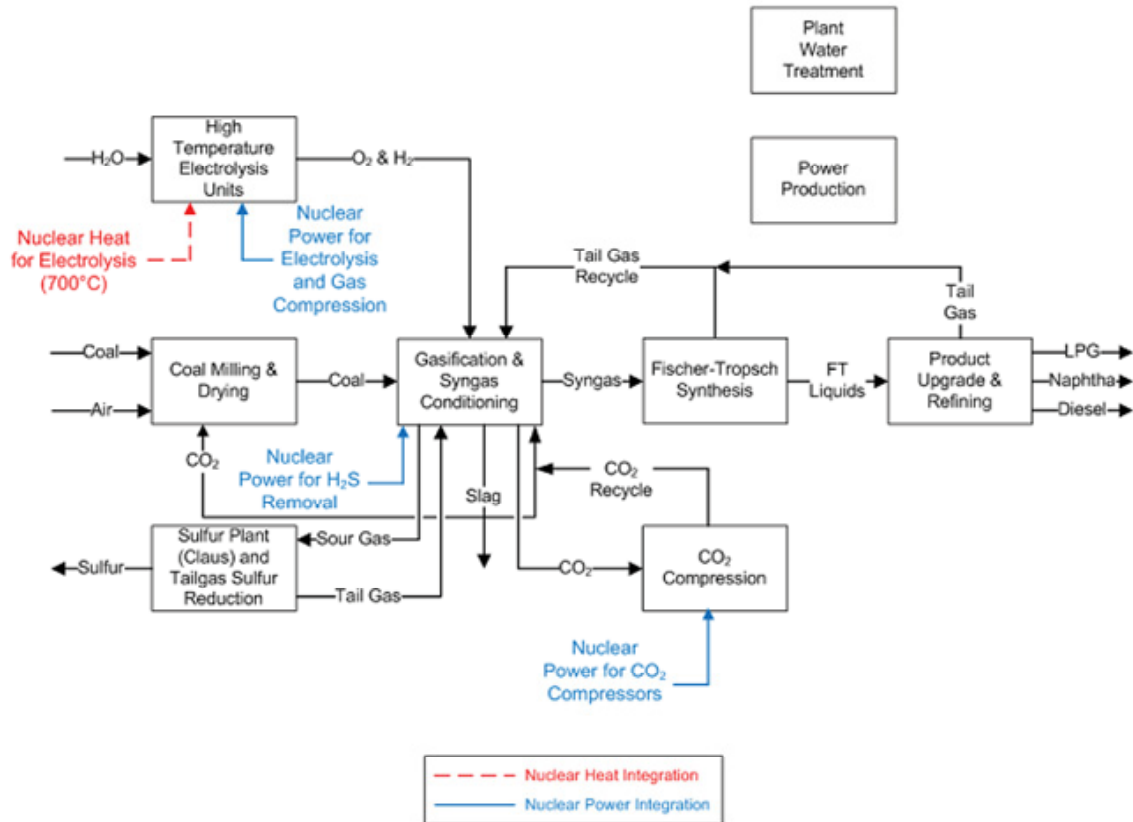 Plant
Water
Treatment
High
Temperature
Electrolysis
Units
H₂O
O₂ & H₂
Power
Production
Nuclear Heat
for Electrolysis
(700°C)
Nuclear
Power for
Electrolysis
and Gas
Compression
Tail Gas
Recycle
Tail
Gas
Coal
Air
Coal Milling &
Drying
Coal
Gasification &
Syngas
Conditioning
Syngas
Fischer-Tropsch
Synthesis
FT
Liquids
Product
Upgrade &
Refining
LPG
Naphtha
Diesel
CO₂
Nuclear
Power for H₂S
Removal
Slag
CO₂
Recycle
Sulfur
Sulfur Plant
(Claus) and
Tailgas Sulfur
Reduction
Sour Gas
Tail Gas
CO₂
CO₂
Compression
Nuclear
Power for CO₂
Compressors
Nuclear Heat Integration
Nuclear Power Integration